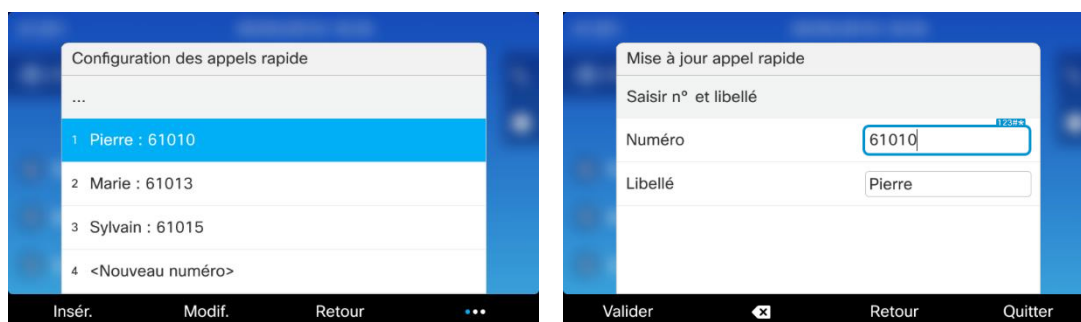 Configuration des appels rapide
...
1 Pierre : 61010
2 Marie : 61013
3 Sylvain : 61015
4 <Nouveau numéro>
Insér. Modif. Retour
Mise à jour appel rapide
Saisir n° et libellé
123#*
Numéro 61010
Libellé Pierre
Valider Retour Quitter